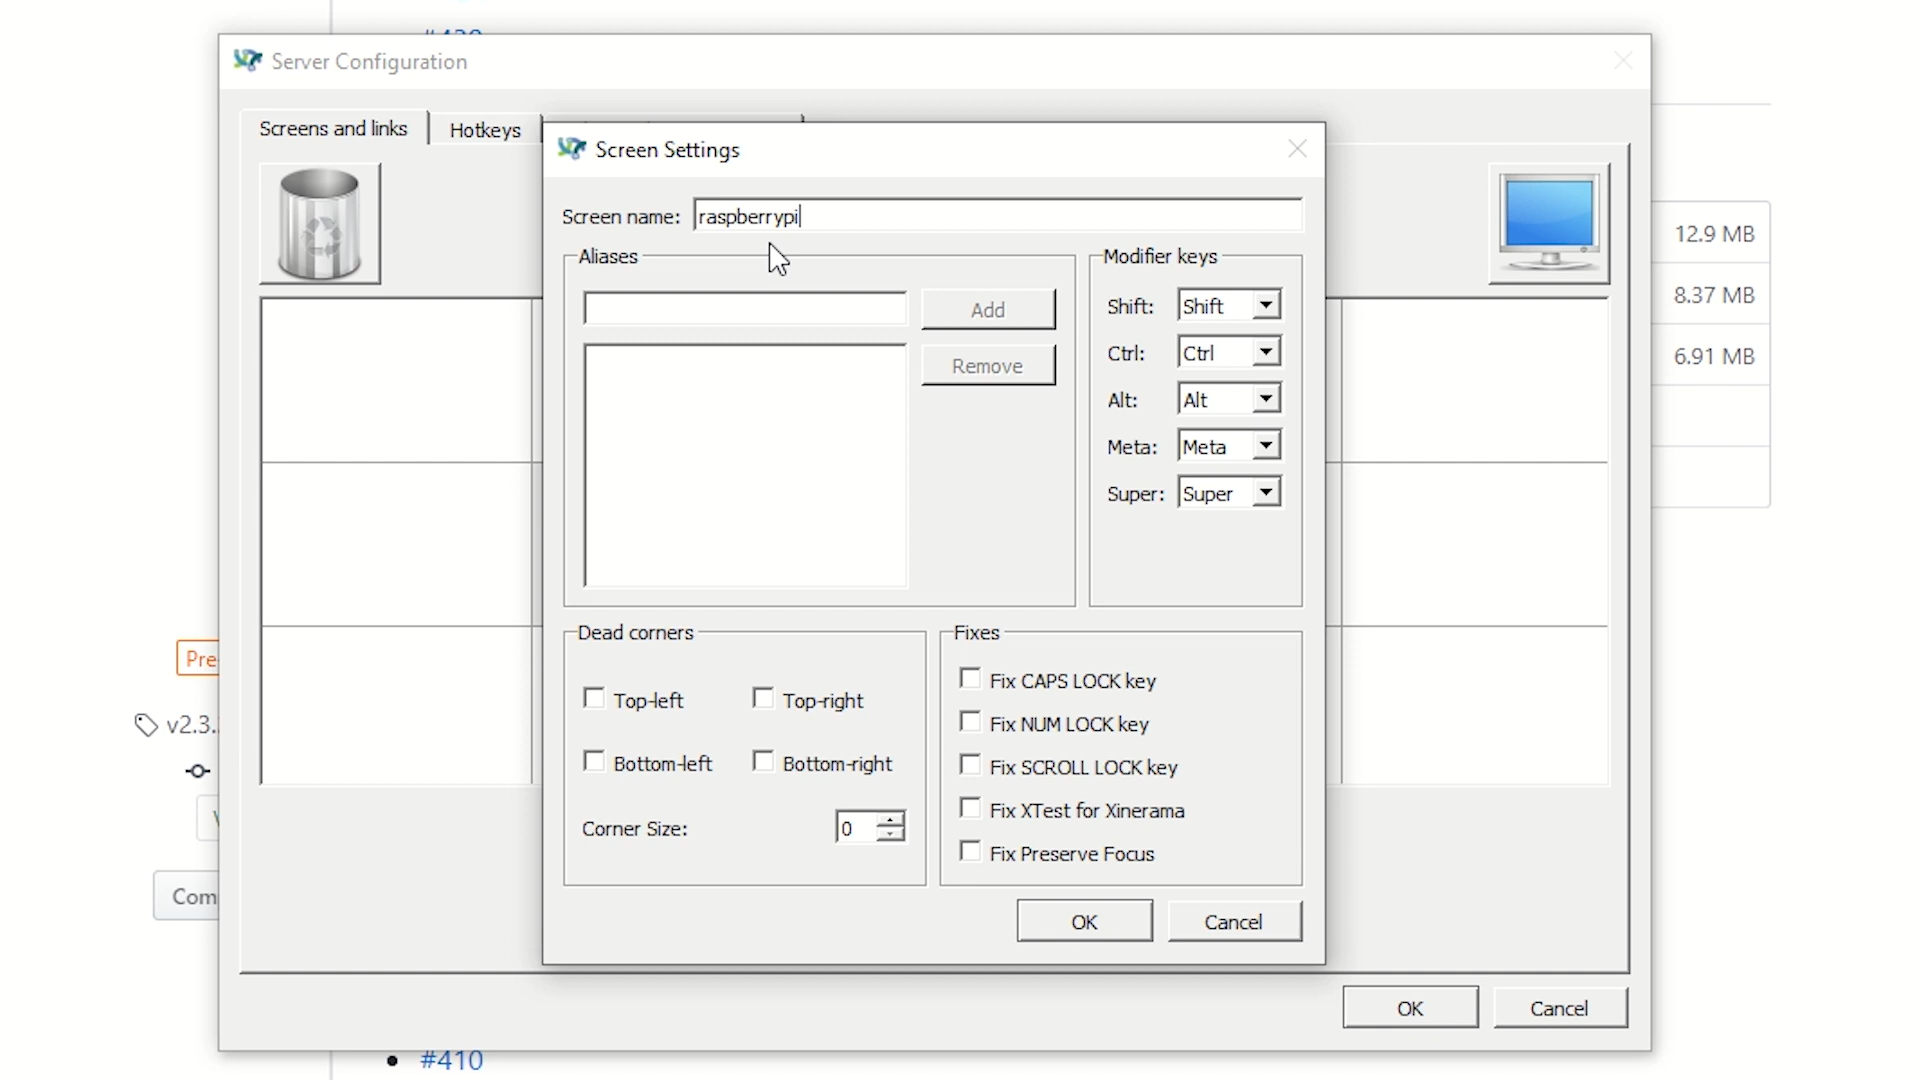 Server Configuration
Screens and links
Hotkeys
Screen Settings
Screen name:
raspberrypi
Aliases
Add
Remove
Modifier keys
Shift: Shift
Ctrl: Ctrl
Alt: Alt
Meta: Meta
Super: Super
Dead corners
Top-left
Top-right
Bottom-left
Bottom-right
Corner Size: 0
Fixes
Fix CAPS LOCK key
Fix NUM LOCK key
Fix SCROLL LOCK key
Fix XTest for Xinerama
Fix Preserve Focus
OK
Cancel
OK
Cancel
12.9 MB
8.37 MB
6.91 MB
Pre
v2.3.
Com
#410